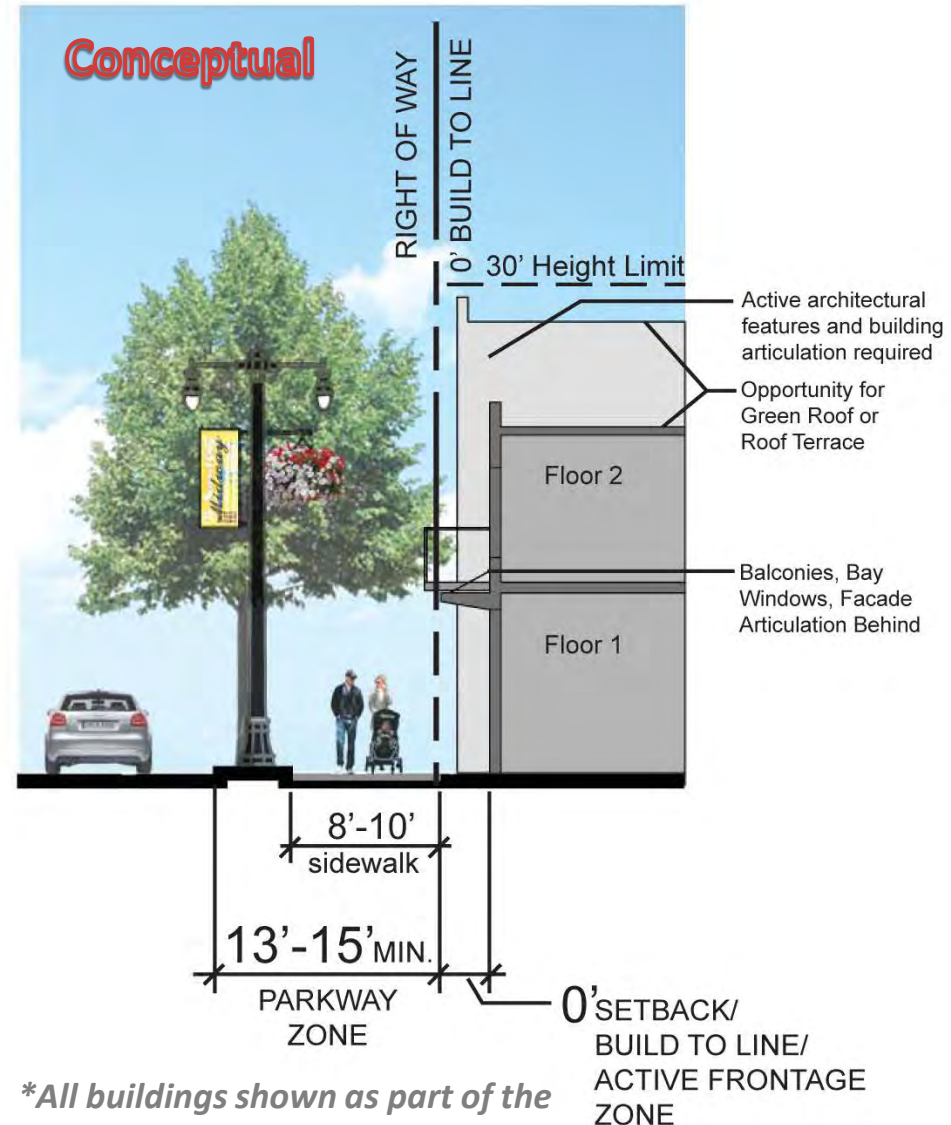 Conceptual
RIGHT OF WAY
0' BUILD TO LINE
30' Height Limit
Active architectural
features and building
articulation required
Opportunity for
Green Roof or
Roof Terrace
Midway
Floor 2
Balconies, Bay
Windows, Facade
Articulation Behind
Floor 1
8'-10'
sidewalk
13'-15' MIN.
PARKWAY
ZONE
0' SETBACK/
BUILD TO LINE/
ACTIVE FRONTAGE
ZONE
*All buildings shown as part of the